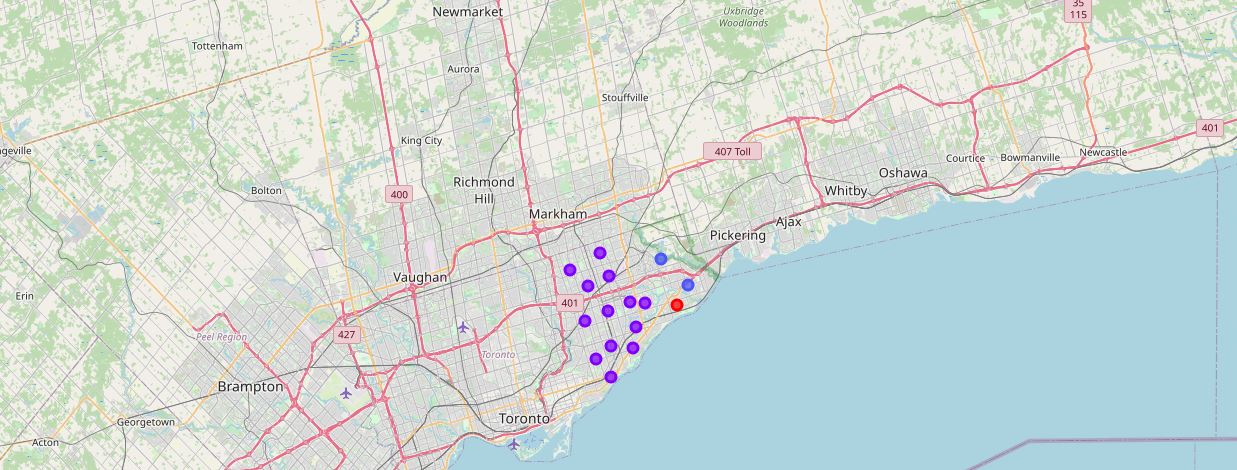 35
115
Newmarket
Uxbridge
Woodlands
Tottenham
Aurora
Stouffville
401
King City
407 Toll
Courtice
Bowmanville
Newcastle
Oshawa
Richmond
Hill
Bolton
400
Whitby
Markham
Ajax
Pickering
Vaughan
Erin
401
427
Peel Region
Toronto
Brampton
Georgetown
Toronto
Acton